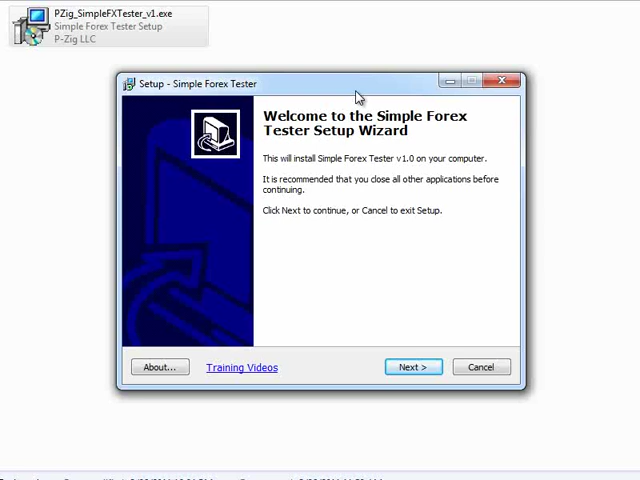 PZig_SimpleFXTester_v1.exe
Simple Forex Tester Setup
P-Zig LLC
Setup - Simple Forex Tester
Welcome to the Simple Forex
Tester Setup Wizard
This will install Simple Forex Tester v1.0 on your computer.
It is recommended that you close all other applications before
continuing.
Click Next to continue, or Cancel to exit Setup.
About...
Training Videos
Next >
Cancel